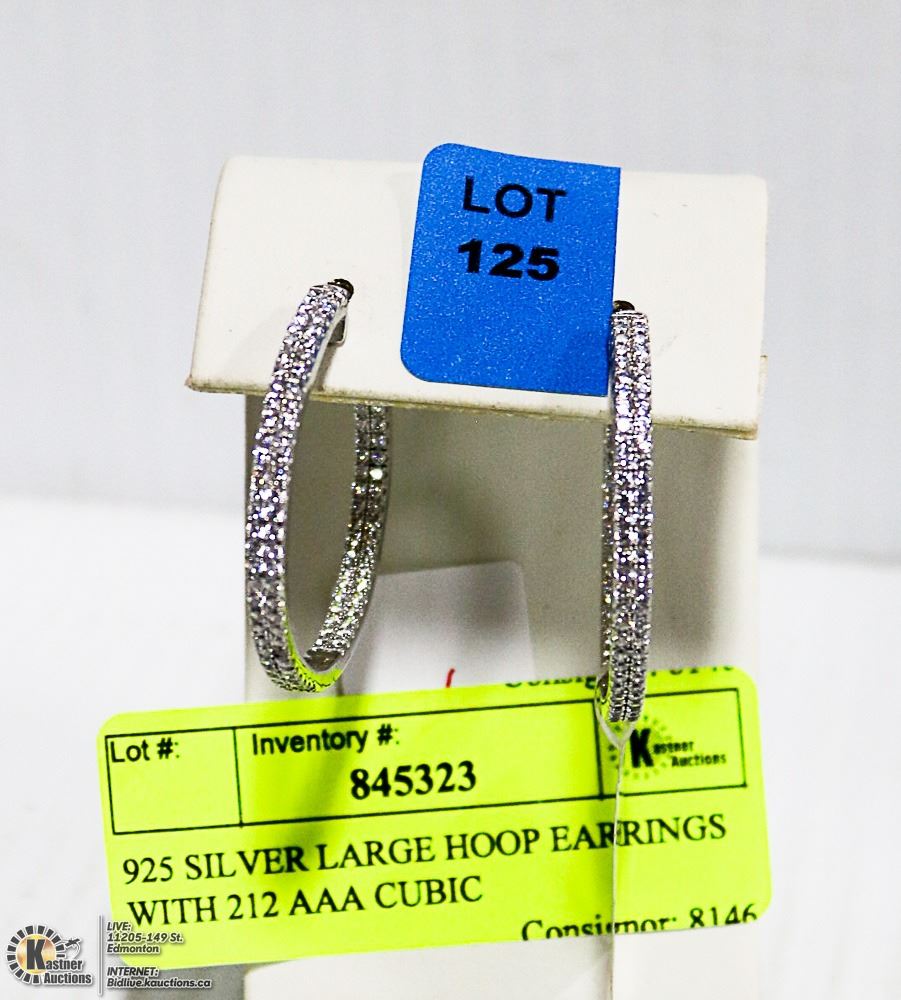 LOT
125
Lot #:
Inventory #:
845323
Kastner
Auctions
925 SILVER LARGE HOOP EARRINGS
WITH 212 AAA CUBIC
Consignor: 8146
Kastner
Auctions
LIVE:
11205-149 St.
Edmonton
INTERNET:
Bidlive.kauctions.ca